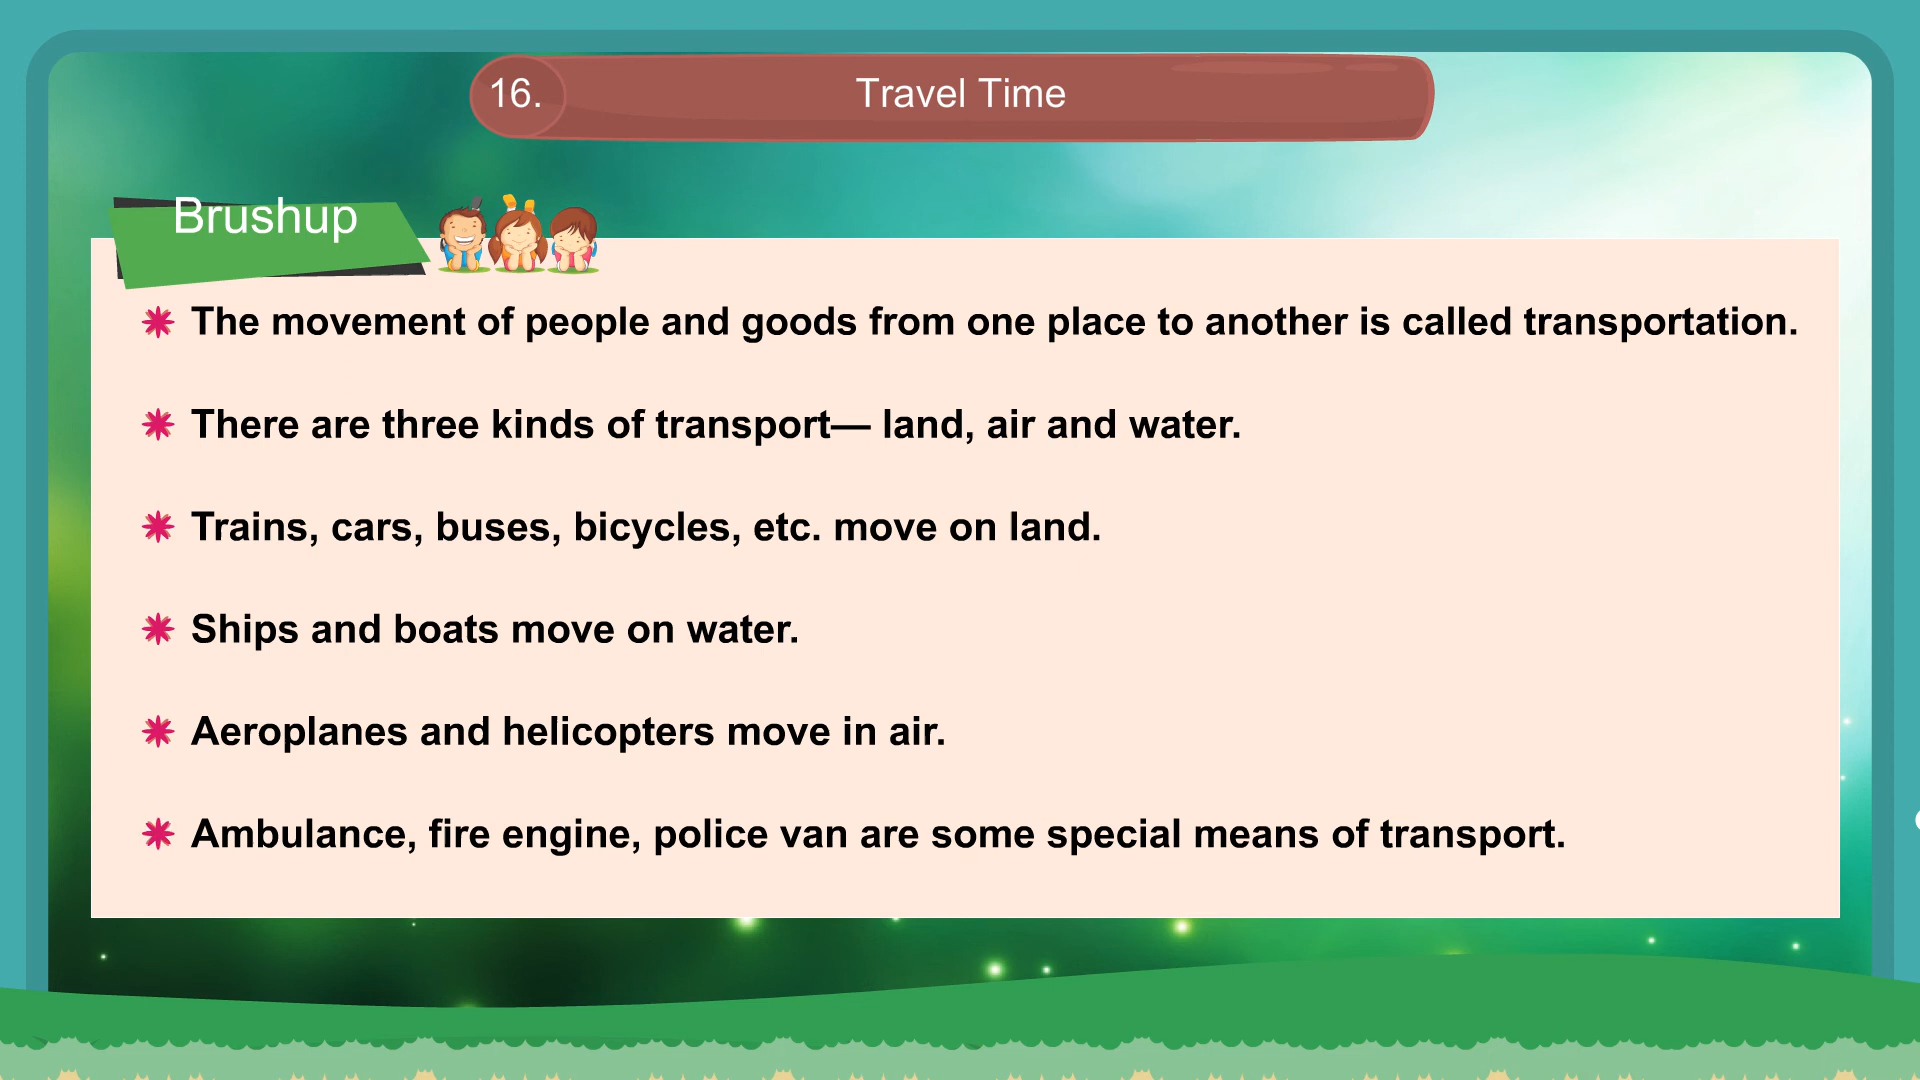 16. Travel Time
Brushup
The movement of people and goods from one place to another is called transportation.
There are three kinds of transport— land, air and water.
Trains, cars, buses, bicycles, etc. move on land.
Ships and boats move on water.
Aeroplanes and helicopters move in air.
Ambulance, fire engine, police van are some special means of transport.